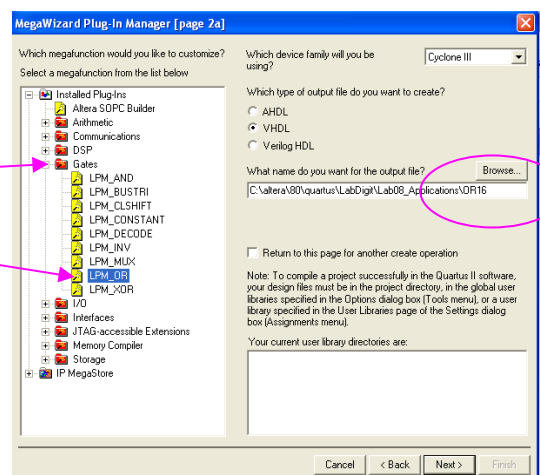 MegaWizard Plug-In Manager [page 2a]
Which megafunction would you like to customize?
Select a megafunction from the list below
Installed Plug-Ins
Altera SOPC Builder
Arithmetic
Communications
DSP
Gates
LPM_AND
LPM_BUSTRI
LPM_CLSHIFT
LPM_CONSTANT
LPM_DECODE
LPM_INV
LPM_MUX
LPM_OR
LPM_XOR
I/O
Interfaces
JTAG-accessible Extensions
Memory Compiler
Storage
IP MegaStore
Which device family will you be
using?
Cyclone III
Which type of output file do you want to create?
AHDL
VHDL
Verilog HDL
What name do you want for the output file?
Browse...
C:\altera\80\quartus\LabDigit\Lab08_Applications\OR16
Return to this page for another create operation
Note: To compile a project successfully in the Quartus II software,
your design files must be in the project directory, in the global user
libraries specified in the Options dialog box (Tools menu), or a user
library specified in the User Libraries page of the Settings dialog
box (Assignments menu).
Your current user library directories are:
Cancel
< Back
Next >
Finish